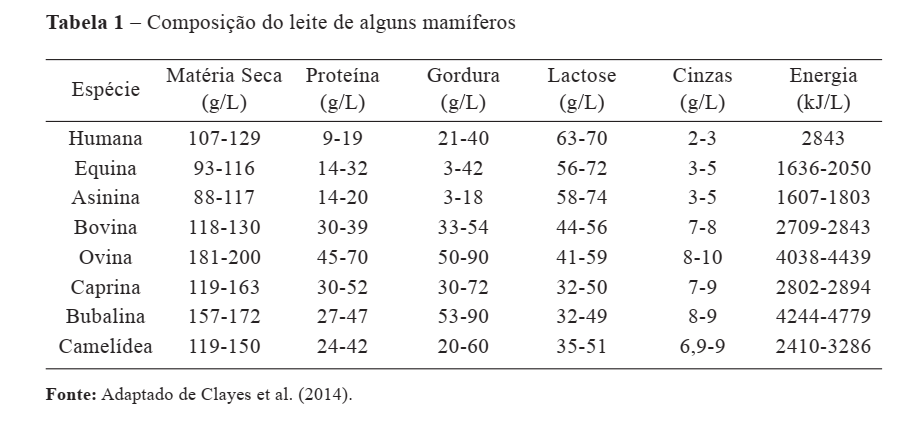 Tabela 1 – Composição do leite de alguns mamíferos
Espécie Matéria Seca (g/L) Proteína (g/L) Gordura (g/L) Lactose (g/L) Cinzas (g/L) Energia (kJ/L)
Humana 107-129 9-19 21-40 63-70 2-3 2843
Equina 93-116 14-32 3-42 56-72 3-5 1636-2050
Asinina 88-117 14-20 3-18 58-74 3-5 1607-1803
Bovina 118-130 30-39 33-54 44-56 7-8 2709-2843
Ovina 181-200 45-70 50-90 41-59 8-10 4038-4439
Caprina 119-163 30-52 30-72 32-50 7-9 2802-2894
Bubalina 157-172 27-47 53-90 32-49 8-9 4244-4779
Camelídea 119-150 24-42 20-60 35-51 6,9-9 2410-3286
Fonte: Adaptado de Clayes et al. (2014).